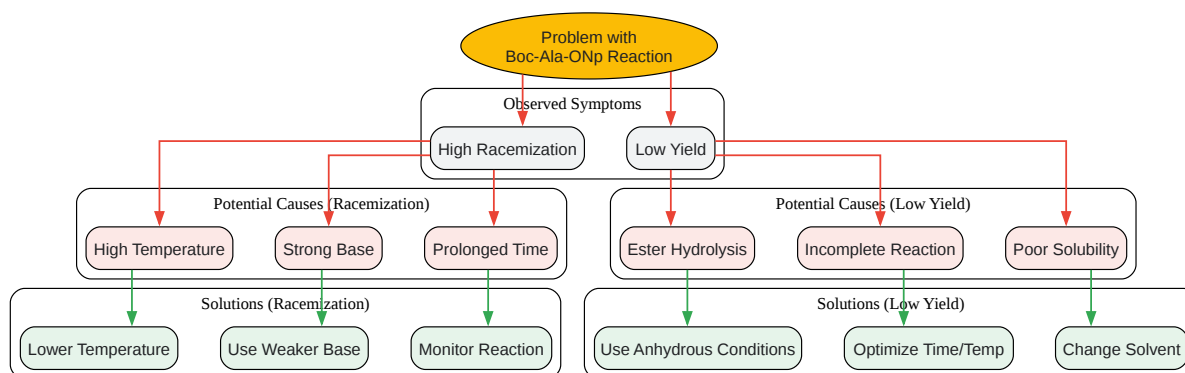 Problem with
Boc-Ala-ONp Reaction
Observed Symptoms
High Racemization
Low Yield
Potential Causes (Racemization)
Potential Causes (Low Yield)
High Temperature
Strong Base
Prolonged Time
Ester Hydrolysis
Incomplete Reaction
Poor Solubility
Solutions (Racemization)
Solutions (Low Yield)
Lower Temperature
Use Weaker Base
Monitor Reaction
Use Anhydrous Conditions
Optimize Time/Temp
Change Solvent